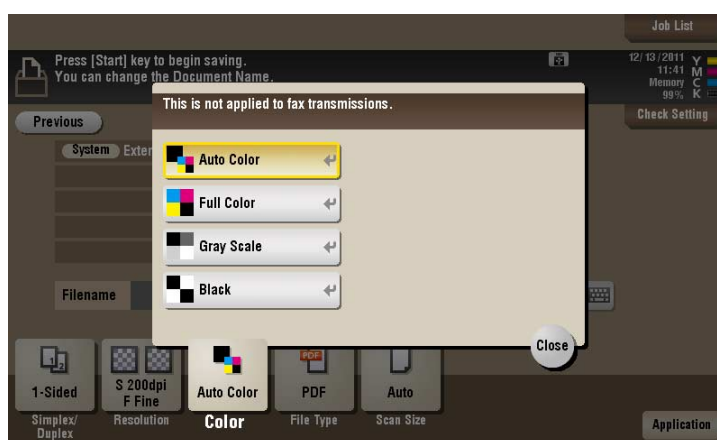 Job List
Press [Start] key to begin saving.
You can change the Document Name.
12/13/2011
11:41
Memory
99%
Y
M
C
K
This is not applied to fax transmissions.
Previous
Check Setting
System Exter
Auto Color
Full Color
Gray Scale
Black
Filename
Close
1-Sided
S 200dpi
F Fine
Auto Color
PDF
PDF
Auto
Simplex/
Duplex
Resolution
Color
File Type
Scan Size
Application